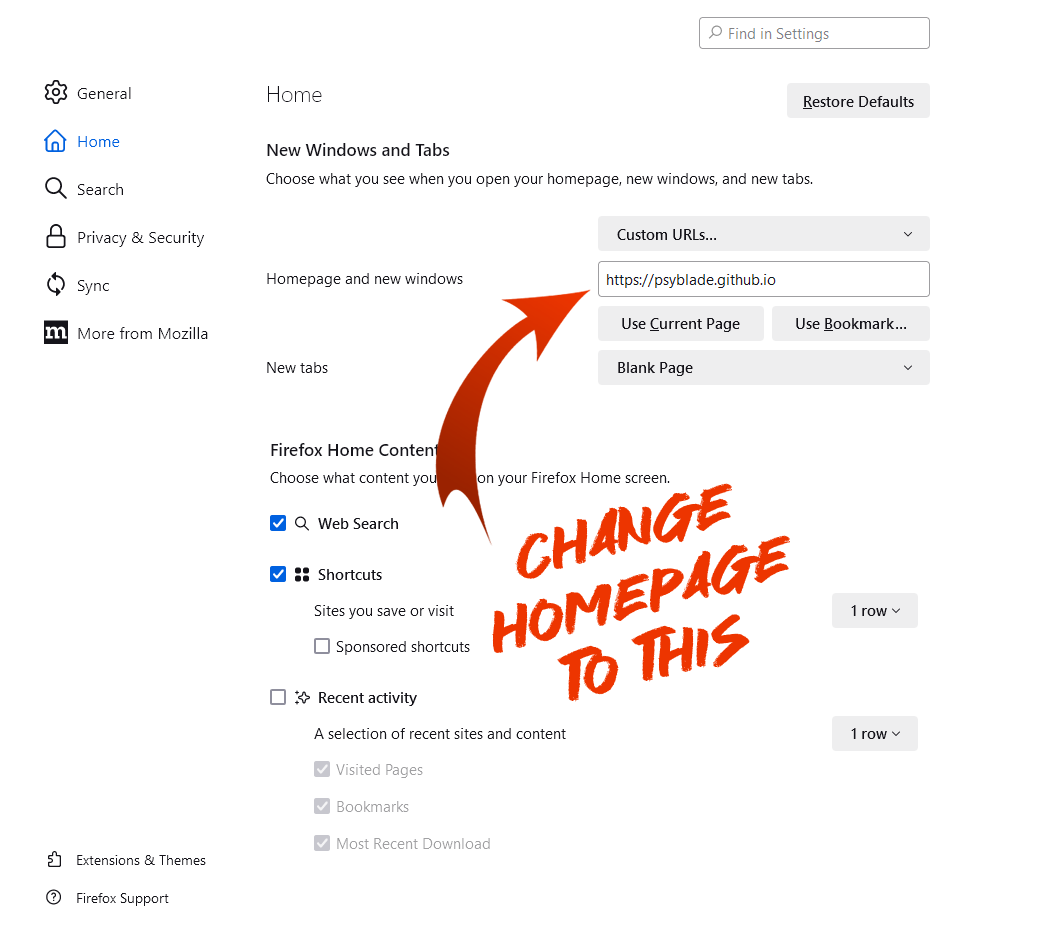 Find in Settings
General
Home
Search
Privacy & Security
Sync
m More from Mozilla
Extensions & Themes
Firefox Support
Home
Restore Defaults
New Windows and Tabs
Choose what you see when you open your homepage, new windows, and new tabs.
Custom URLs...
Homepage and new windows
https://psyblade.github.io
Use Current Page
Use Bookmark...
New tabs
Blank Page
Firefox Home Content
Choose what content you on your Firefox Home screen.
Web Search
Shortcuts
Sites you save or visit
1 row
Sponsored shortcuts
Recent activity
A selection of recent sites and content
1 row
Visited Pages
Bookmarks
Most Recent Download
CHANGE
HOMEPAGE
TO THIS